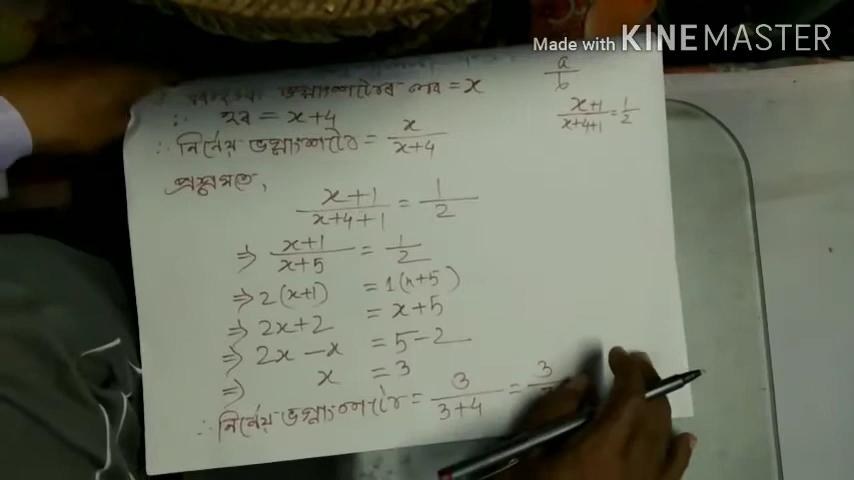 Made with KINEMASTER
ভগ্নাংশটির লব = x
∴ হর = x+4
∴ নির্ণেয় ভগ্নাংশটি = x/x+4
a/b
x+1/x+4+1 = 1/2
প্রশ্নমতে,
x+1/x+4+1 = 1/2
⇒ x+1/x+5 = 1/2
⇒ 2(x+1) = 1(x+5)
⇒ 2x+2 = x+5
⇒ 2x-x = 5-2
⇒ x = 3
∴ নির্ণেয় ভগ্নাংশটি = 3/3+4 = 3